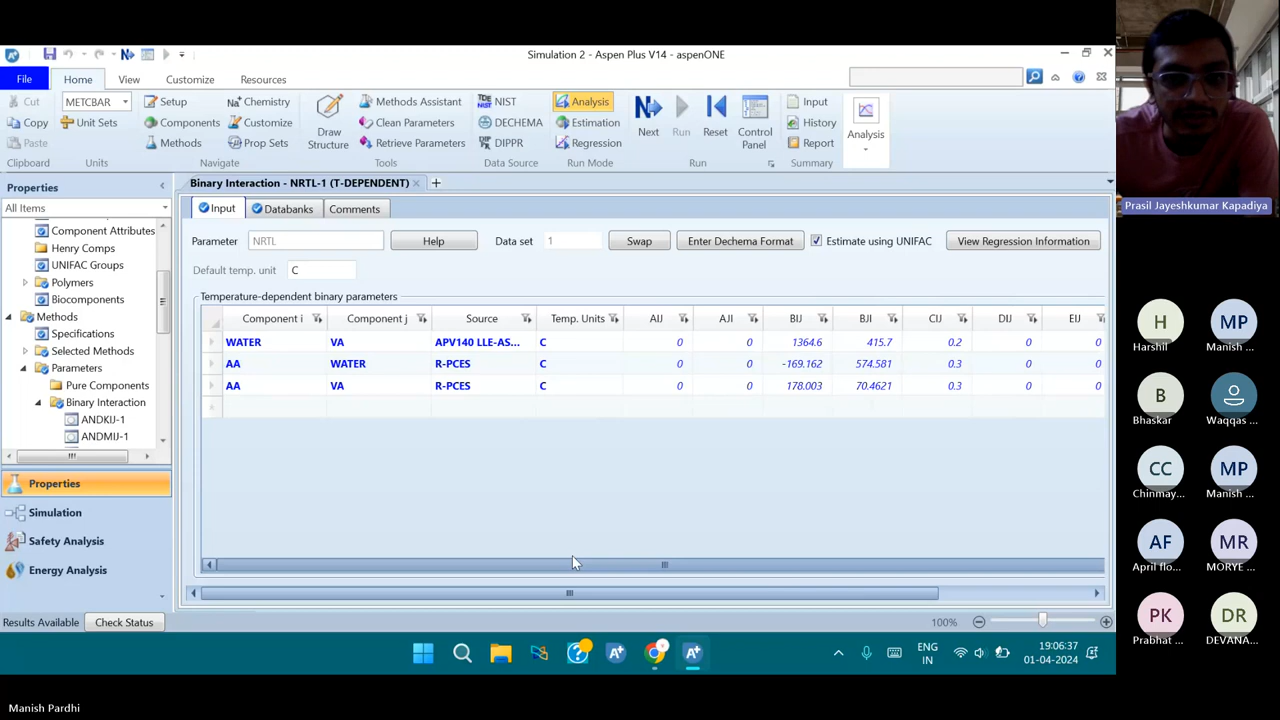 Simulation 2 - Aspen Plus V14 - aspenONE
File Home View Customize Resources
Cut METCBAR Setup Chemistry Methods Assistant NIST Analysis Input
Copy Unit Sets Components Customize Draw Structure Clean Parameters DECHEMA Estimation Next Run Reset Control Panel History Analysis
Paste Methods Prop Sets Retrieve Parameters DIPPR Regression Report
Clipboard Units Navigate Tools Data Source Run Mode Run Summary
Properties
All Items
Component Attributes
Henry Comps
UNIFAC Groups
Polymers
Biocomponents
Methods
Specifications
Selected Methods
Parameters
Pure Components
Binary Interaction
ANDKIJ-1
ANDMIJ-1
Properties
Simulation
Safety Analysis
Energy Analysis
Binary Interaction - NRTL-1 (T-DEPENDENT) +
Input Databanks Comments
Parameter NRTL Help Data set 1 Swap Enter Dechema Format Estimate using UNIFAC View Regression Information
Default temp. unit C
Temperature-dependent binary parameters
Component i Component j Source Temp. Units AIJ AJI BIJ BJI CIJ DIJ EIJ
WATER VA APV140 LLE-AS... C 0 0 1364.6 415.7 0.2 0 0
AA WATER R-PCES C 0 0 -169.162 574.581 0.3 0 0
AA VA R-PCES C 0 0 178.003 70.4621 0.3 0 0
Results Available Check Status 100%
ENG
IN
19:06:37
01-04-2024
Prasil Jayeshkumar Kapadiya
H MP
Harshil Manish ...
B
Bhaskar Waqqas ...
CC MP
Chinmay... Manish ...
AF MR
April flo... MORYE ...
PK DR
Prabhat ... DEVANA...
Manish Pardhi